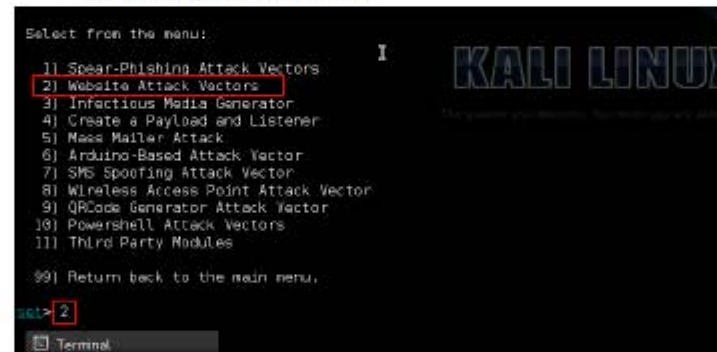 Select from the menu:
1) Spear-Phishing Attack Vectors
2) Website Attack Vectors
3) Infectious Media Generator
4) Create a Payload and Listener
5) Mass Mailer Attack
6) Arduino-Based Attack Vector
7) SMS Spoofing Attack Vector
8) Wireless Access Point Attack Vector
9) QRCode Generator Attack Vector
10) Powershell Attack Vectors
11) Third Party Modules
99) Return back to the main menu.
set> 2
Terminal
KALI LINUX